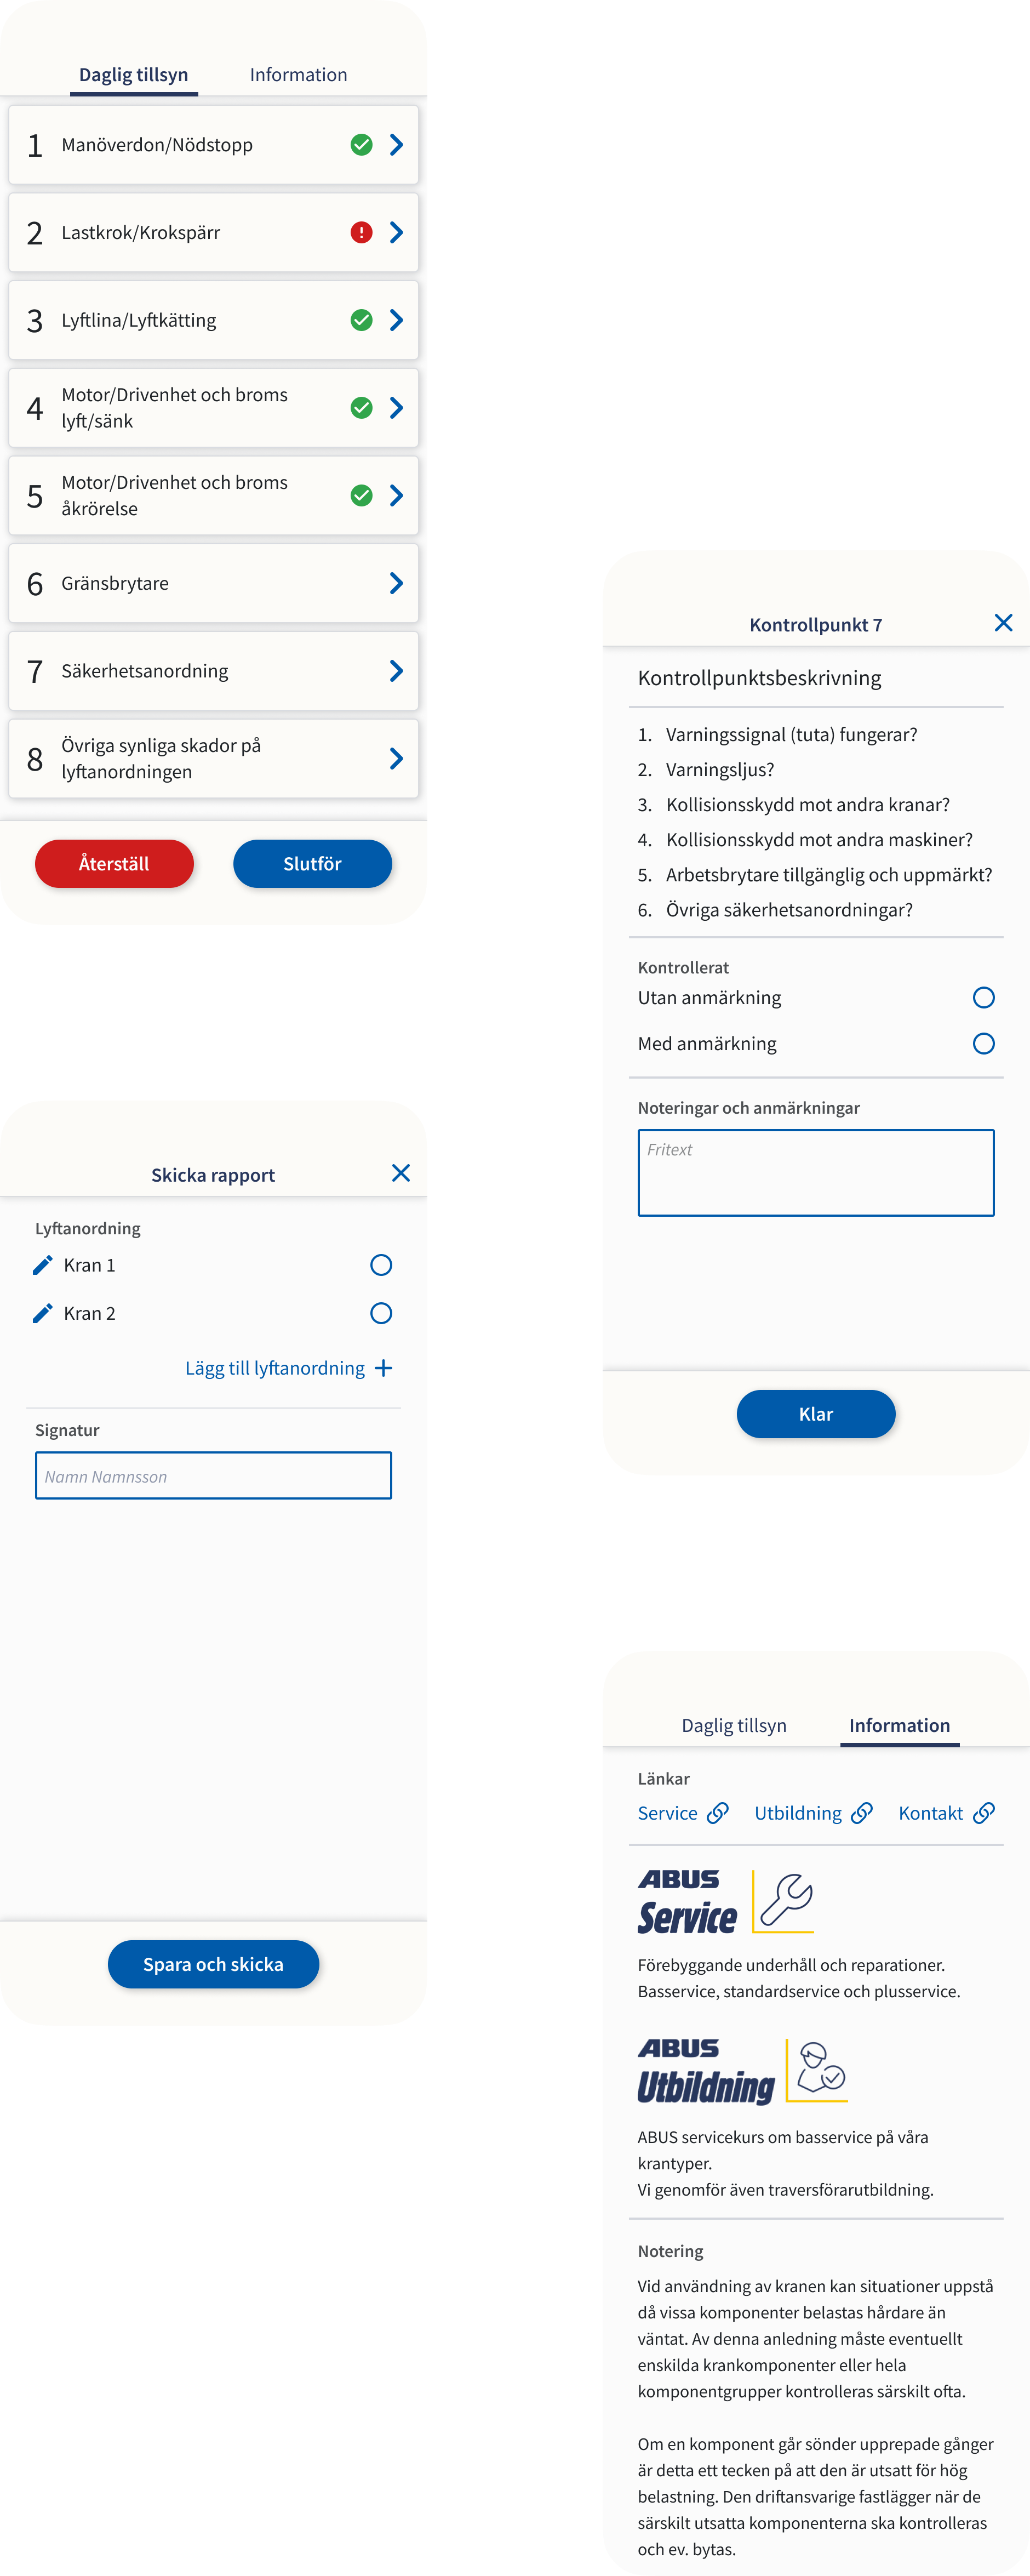 Daglig tillsyn Information
1 Manöverdon/Nödstopp
2 Lastkrok/Krokspärr
3 Lyftlina/Lyftkätting
4 Motor/Drivenhet och broms
lyft/sänk
5 Motor/Drivenhet och broms
åkrörelse
6 Gränsbrytare
7 Säkerhetsanordning
8 Övriga synliga skador på
lyftanordningen
Återställ Slutför
Kontrollpunkt 7
Kontrollpunktsbeskrivning
1. Varningssignal (tuta) fungerar?
2. Varningsljus?
3. Kollisionsskydd mot andra kranar?
4. Kollisionsskydd mot andra maskiner?
5. Arbetsbrytare tillgänglig och uppmärkt?
6. Övriga säkerhetsanordningar?
Kontrollerat
Utan anmärkning
Med anmärkning
Noteringar och anmärkningar
Fritext
Klar
Skicka rapport
Lyftanordning
Kran 1
Kran 2
Lägg till lyftanordning
Signatur
Namn Namnsson
Spara och skicka
Daglig tillsyn Information
Länkar
Service Utbildning Kontakt
ABUS
Service
Förebyggande underhåll och reparationer.
Basservice, standardservice och plusservice.
ABUS
Utbildning
ABUS servicekurs om basservice på våra
krantyper.
Vi genomför även traversförarutbildning.
Notering
Vid användning av kranen kan situationer uppstå
då vissa komponenter belastas hårdare än
väntat. Av denna anledning måste eventuellt
enskilda krankomponenter eller hela
komponentgrupper kontrolleras särskilt ofta.
Om en komponent går sönder upprepade gånger
är detta ett tecken på att den är utsatt för hög
belastning. Den driftansvarige fastlägger när de
särskilt utsatta komponenterna ska kontrolleras
och ev. bytas.